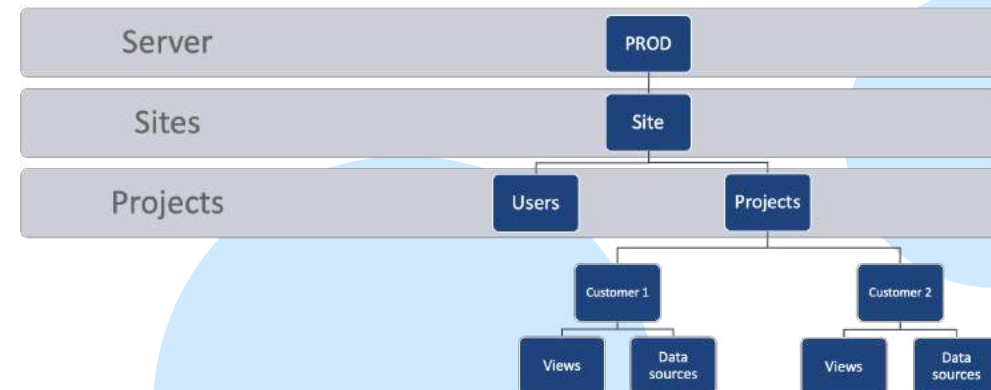 Server
PROD
Sites
Site
Projects
Users
Projects
Customer 1
Customer 2
Views
Data
sources
Views
Data
sources